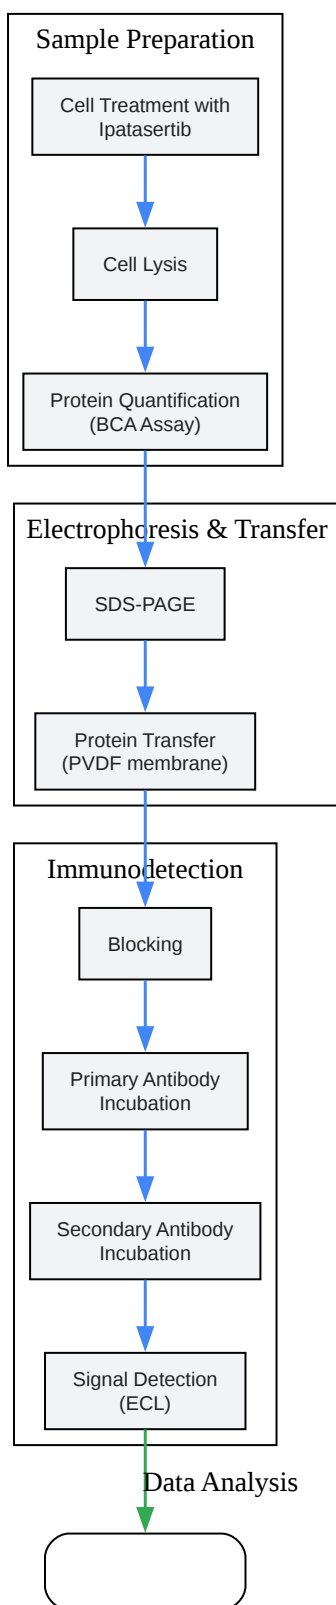 Sample Preparation
Cell Treatment with
Ipatasertib
Cell Lysis
Protein Quantification
(BCA Assay)
Electrophoresis & Transfer
SDS-PAGE
Protein Transfer
(PVDF membrane)
Immunodetection
Blocking
Primary Antibody
Incubation
Secondary Antibody
Incubation
Signal Detection
(ECL)
Data Analysis